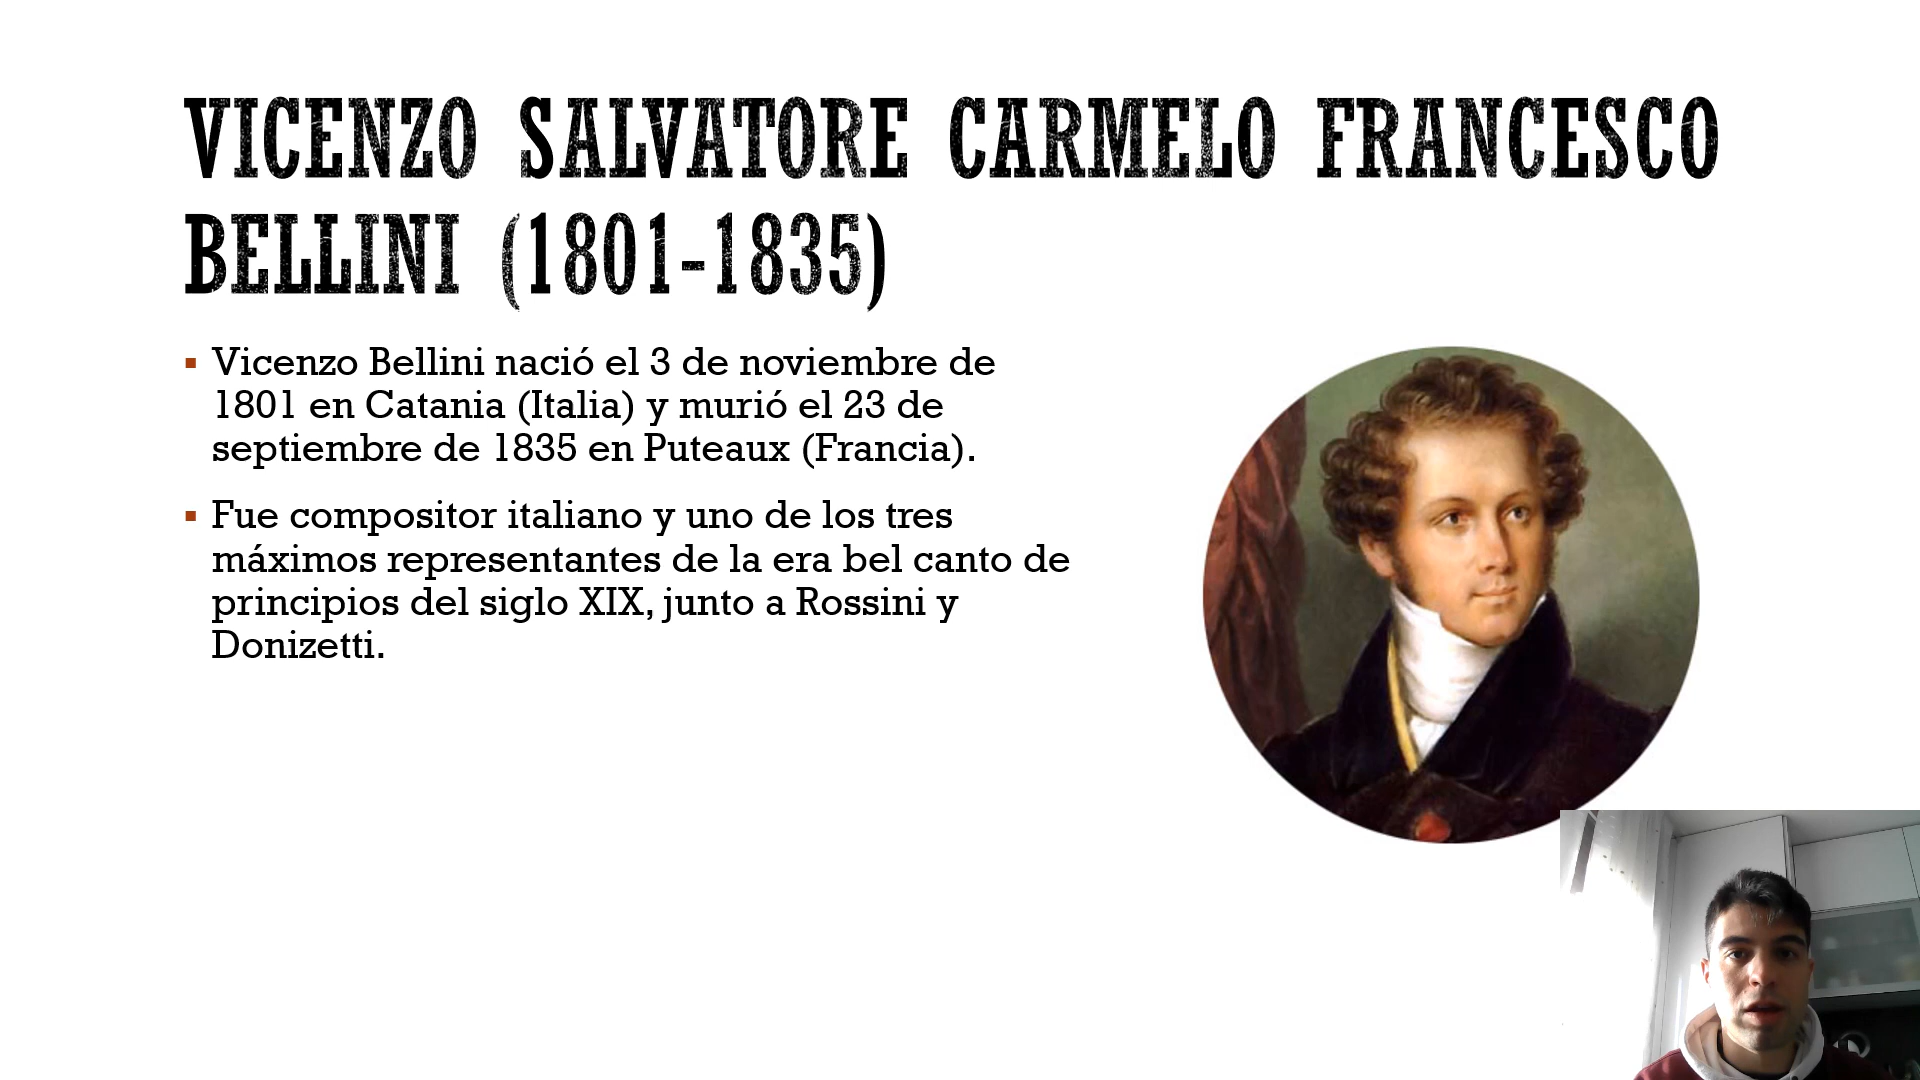 VICENZO SALVATORE CARMELO FRANCESCO
BELLINI (1801-1835)
Vicenzo Bellini nació el 3 de noviembre de
1801 en Catania (Italia) y murió el 23 de
septiembre de 1835 en Puteaux (Francia).
Fue compositor italiano y uno de los tres
máximos representantes de la era bel canto de
principios del siglo XIX, junto a Rossini y
Donizetti.